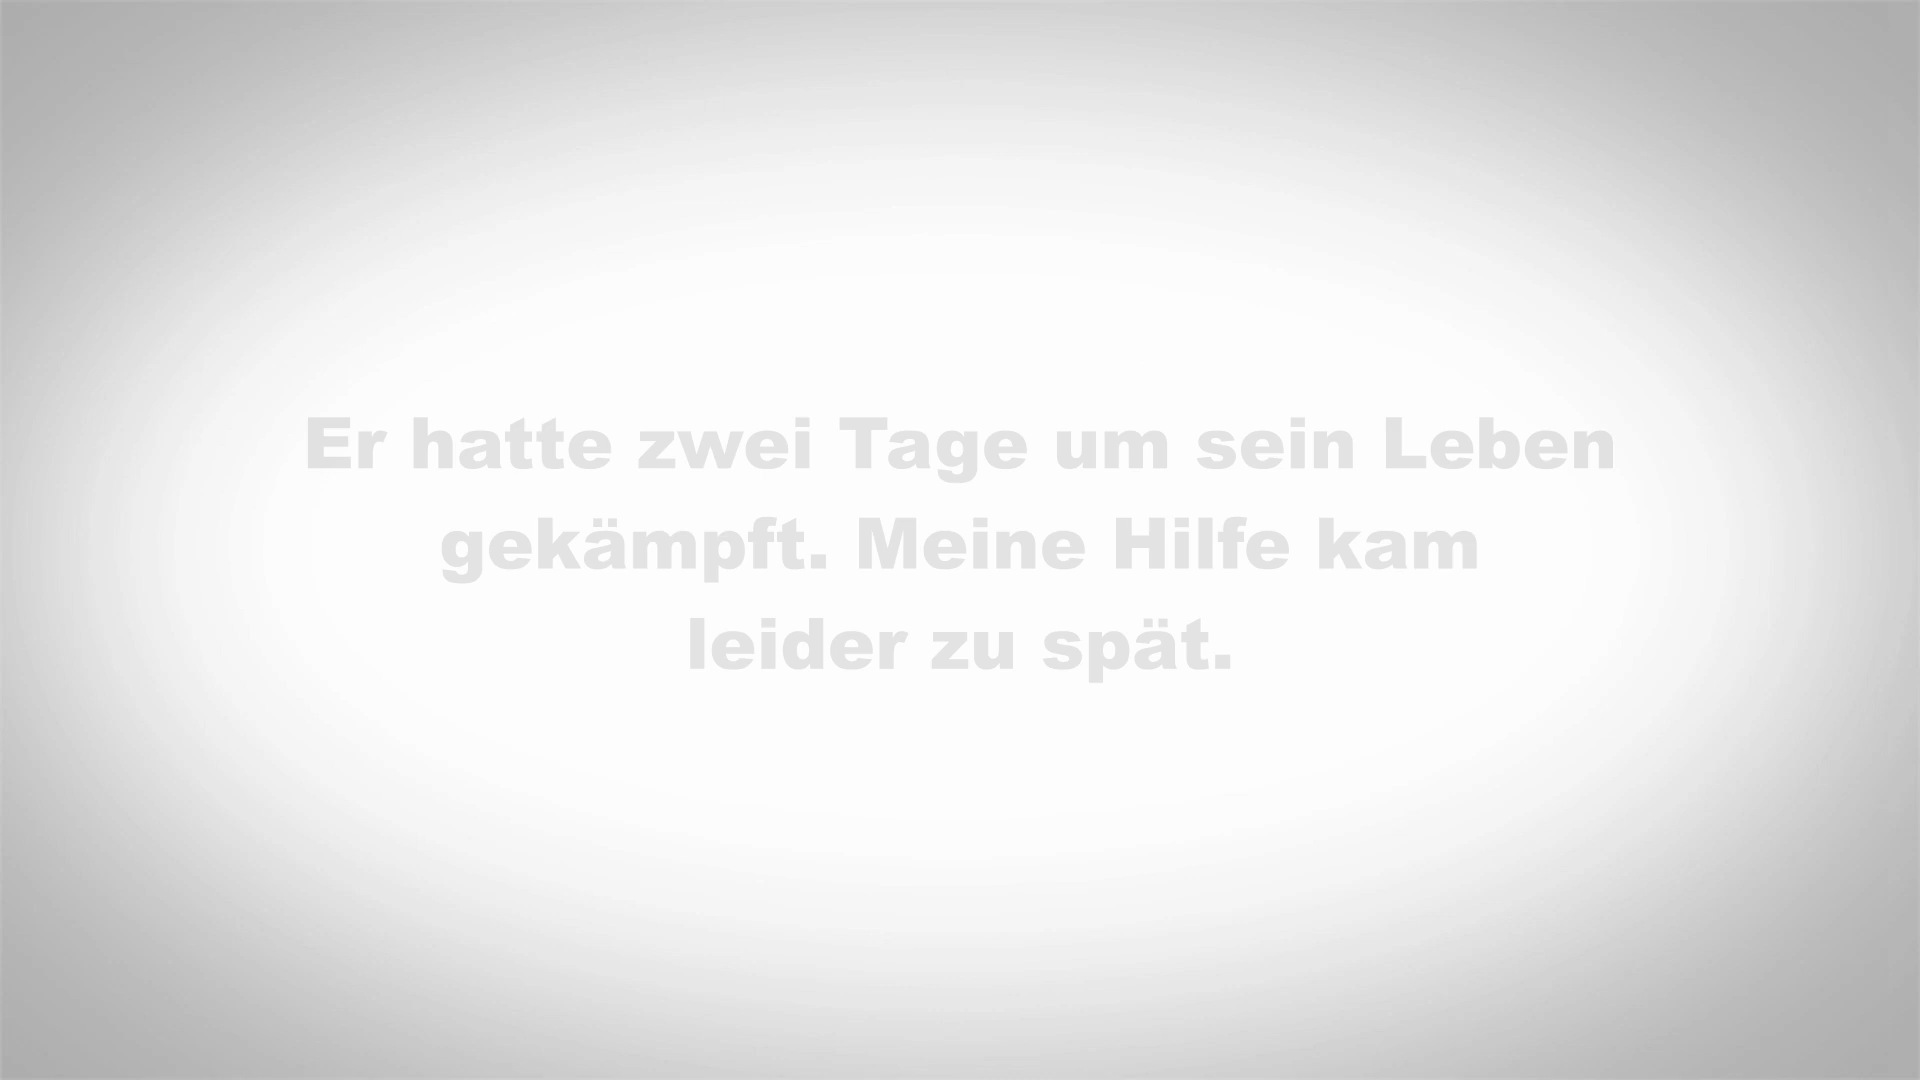 Er hatte zwei Tage um sein Leben
gekämpft. Meine Hilfe kam
leider zu spät.